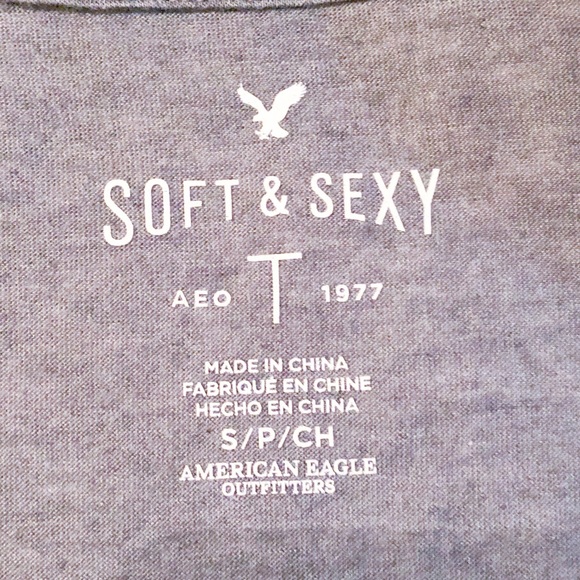 SOFT & SEXY
AEO T 1977
MADE IN CHINA
FABRIQUÉ EN CHINE
HECHO EN CHINA
S/P/CH
AMERICAN EAGLE
OUTFITTERS